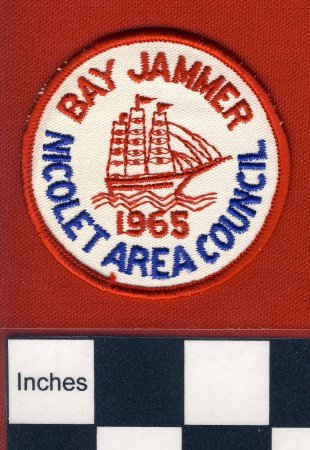 BAY JAMMER
1965
NICOLET AREA COUNCIL
Inches